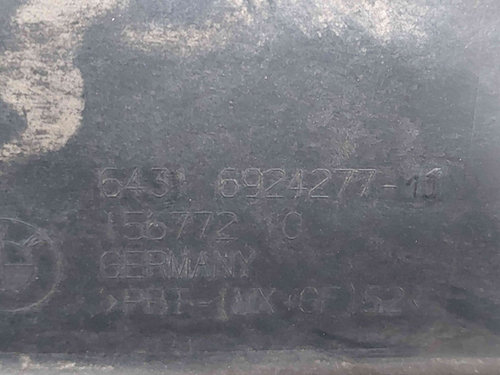 6431 6924277-11
156772 C
GERMANY
>PBT-(MX+GF)52<